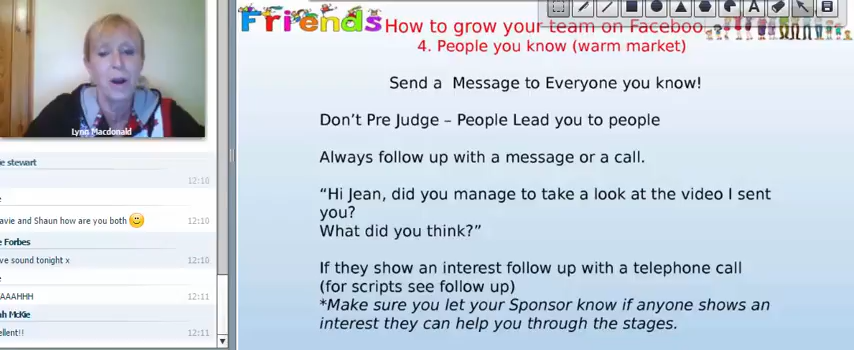 Friends How to grow your team on Faceboo
4. People you know (warm market)
Send a Message to Everyone you know!
Don't Pre Judge – People Lead you to people
Always follow up with a message or a call.
"Hi Jean, did you manage to take a look at the video I sent
you?
What did you think?"
If they show an interest follow up with a telephone call
(for scripts see follow up)
*Make sure you let your Sponsor know if anyone shows an
interest they can help you through the stages.
Lynn Macdonald
e stewart
12:10
avie and Shaun how are you both 12:10
e Forbes
ve sound tonight x 12:10
AAAHHH 12:11
ah McKie
ellent!! 12:11
A